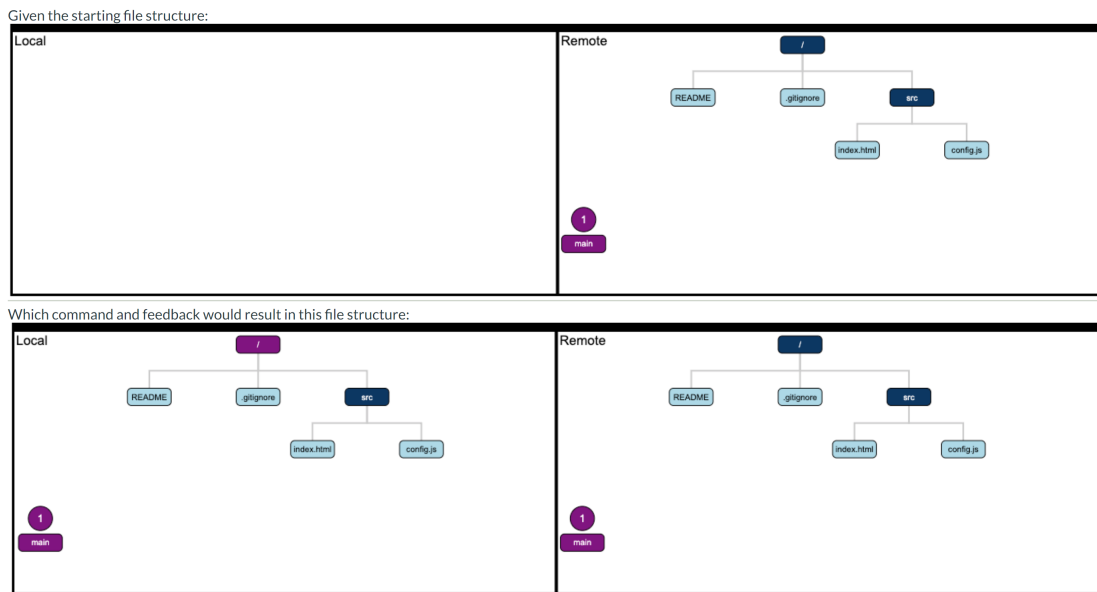 Given the starting file structure:
Local
Remote
/
README
.gitignore
src
index.html
config.js
1
main
Which command and feedback would result in this file structure:
Local
/
README
.gitignore
src
index.html
config.js
1
main
Remote
/
README
.gitignore
src
index.html
config.js
1
main